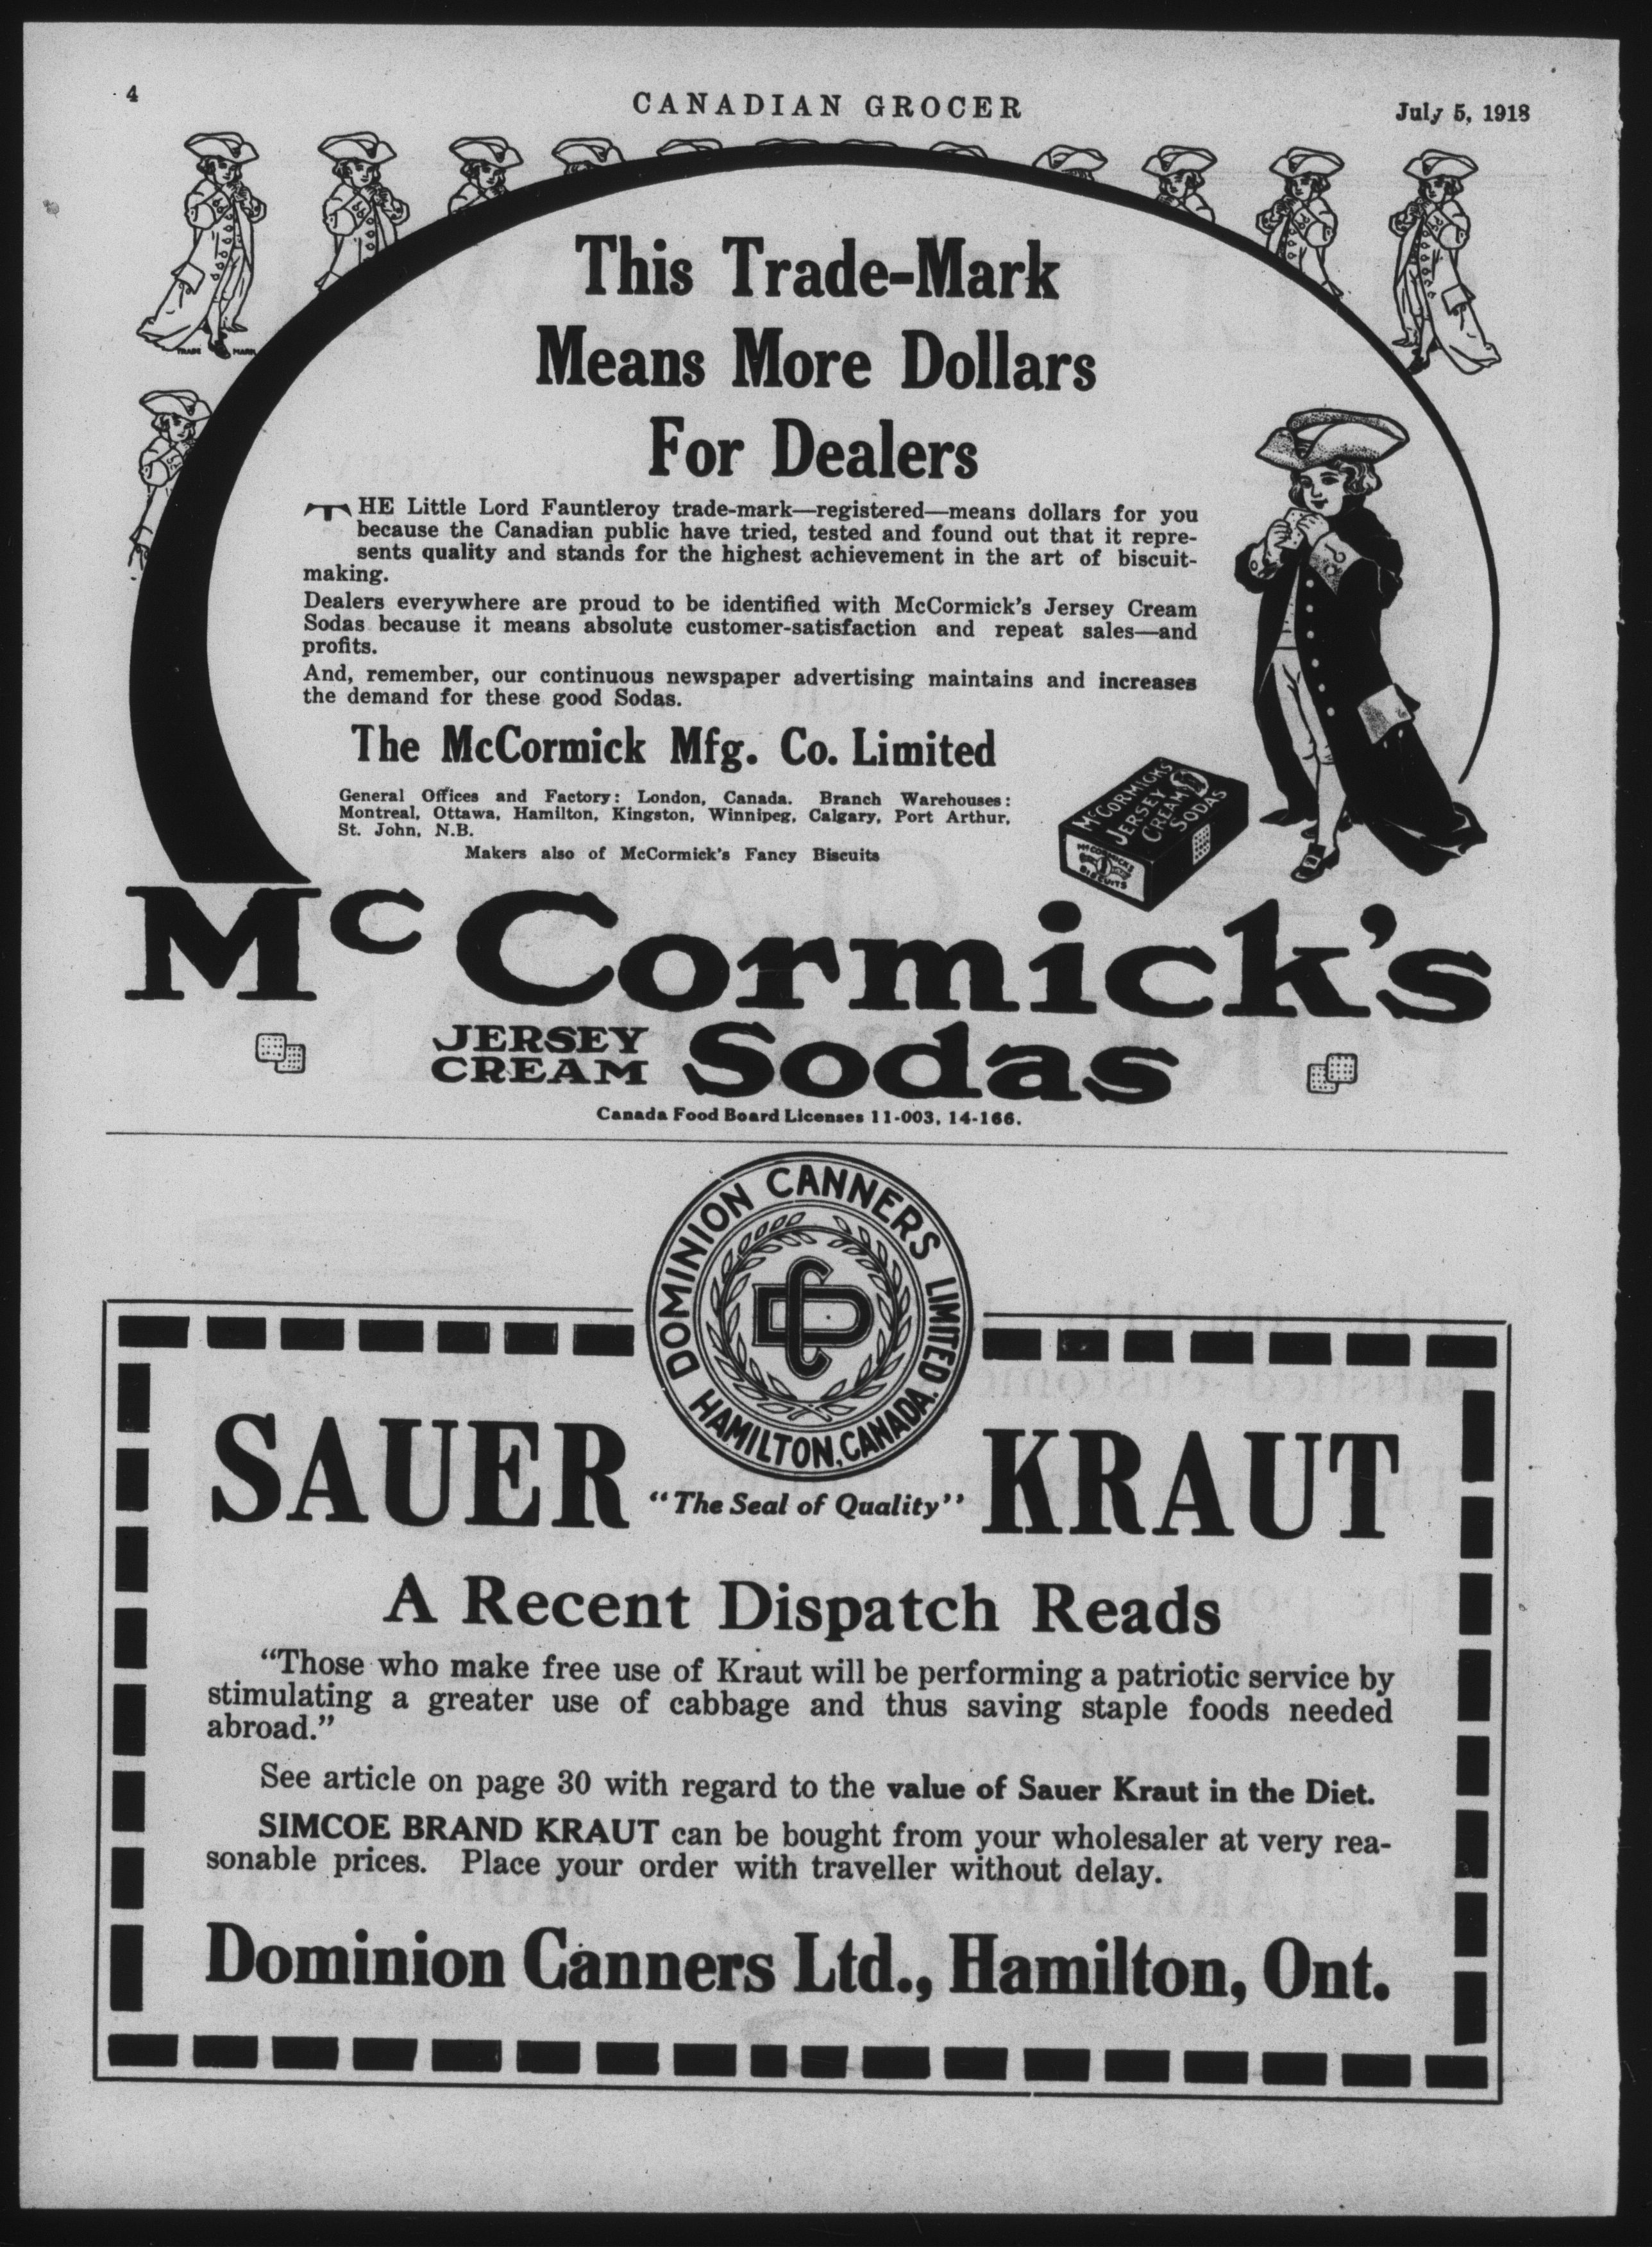 4
CANADIAN GROCER
July 5, 1918
TRADE MARK
This Trade-Mark
Means More Dollars
For Dealers
THE Little Lord Fauntleroy trade-mark—registered—means dollars for you
because the Canadian public have tried, tested and found out that it repre-
sents quality and stands for the highest achievement in the art of biscuit-
making.
Dealers everywhere are proud to be identified with McCormick's Jersey Cream
Sodas because it means absolute customer-satisfaction and repeat sales—and
profits.
And, remember, our continuous newspaper advertising maintains and increases
the demand for these good Sodas.
The McCormick Mfg. Co. Limited
General Offices and Factory: London, Canada. Branch Warehouses:
Montreal, Ottawa, Hamilton, Kingston, Winnipeg, Calgary, Port Arthur,
St. John, N.B.
Makers also of McCormick's Fancy Biscuits
McCORMICKS
JERSEY
CREAM
SODAS
McCORMICK'S
BISCUITS
McCormick's
JERSEY
CREAM
Sodas
Canada Food Board Licenses 11-003, 14-166.
DOMINION CANNERS LIMITED.
HAMILTON, CANADA.
SAUER
"The Seal of Quality"
KRAUT
A Recent Dispatch Reads
"Those who make free use of Kraut will be performing a patriotic service by
stimulating a greater use of cabbage and thus saving staple foods needed
abroad."
See article on page 30 with regard to the value of Sauer Kraut in the Diet.
SIMCOE BRAND KRAUT can be bought from your wholesaler at very rea-
sonable prices. Place your order with traveller without delay.
Dominion Canners Ltd., Hamilton, Ont.